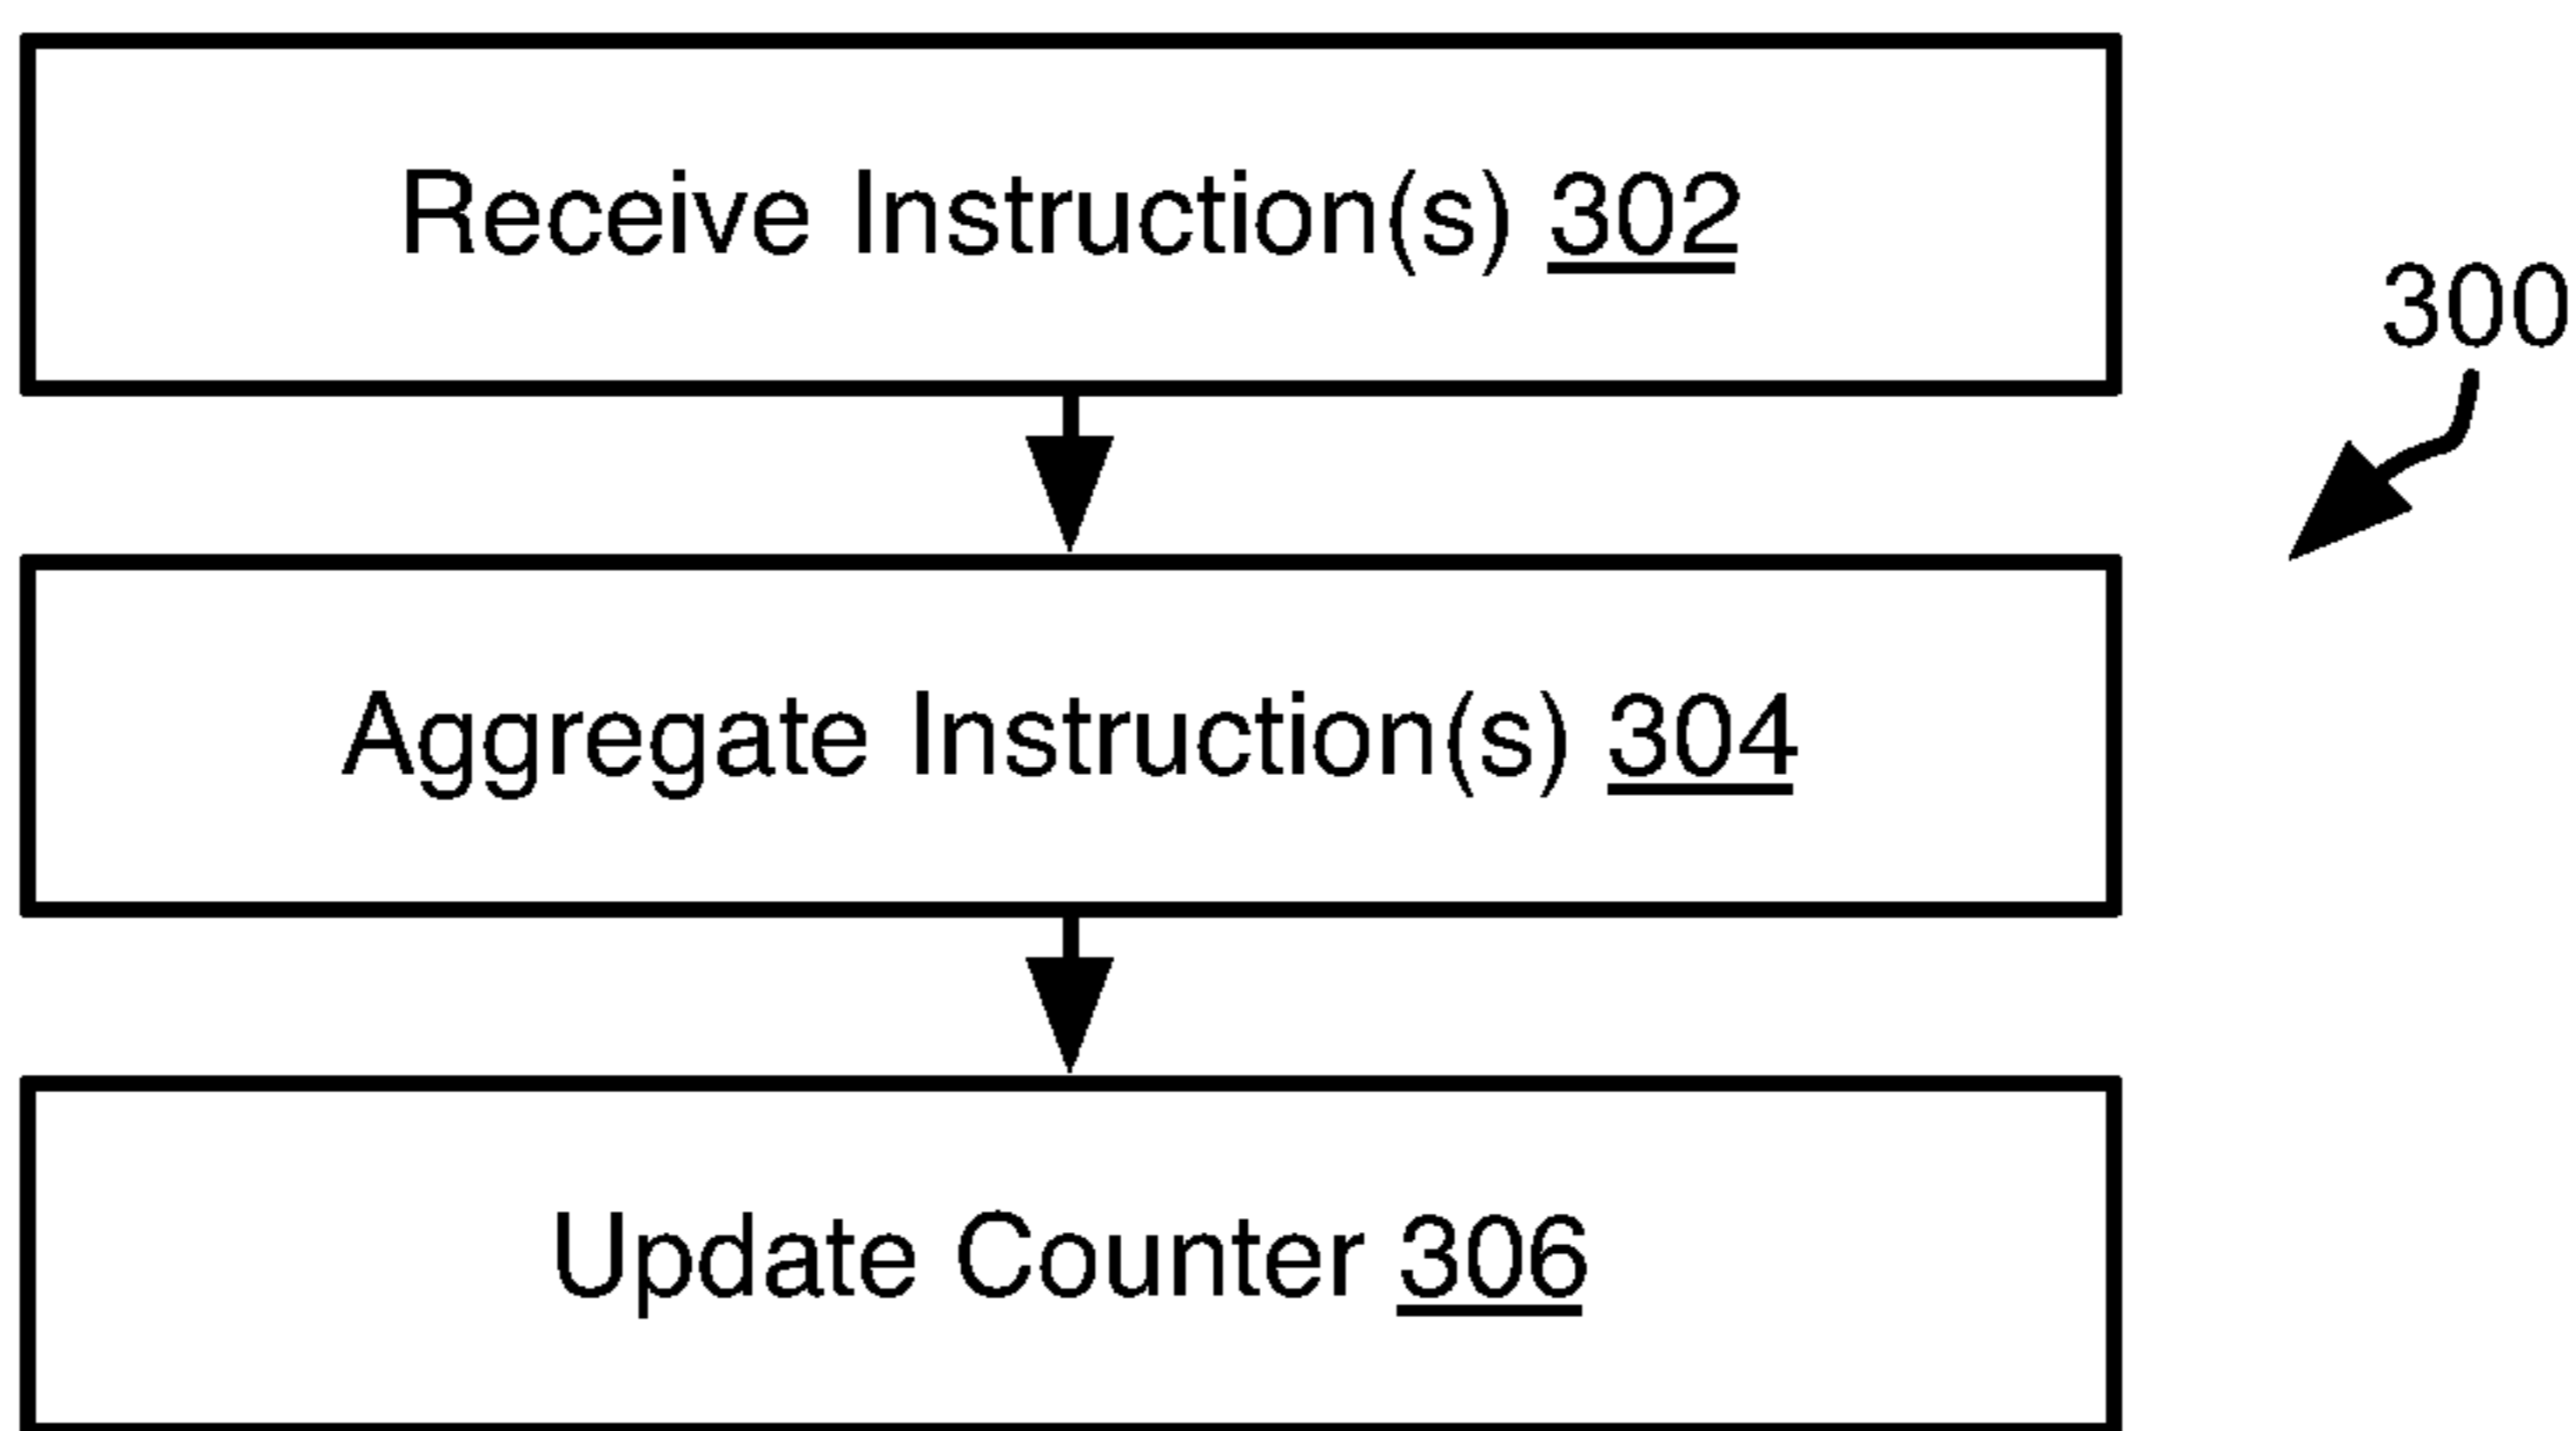 Receive Instruction(s) 302
300
Aggregate Instruction(s) 304
Update Counter 306